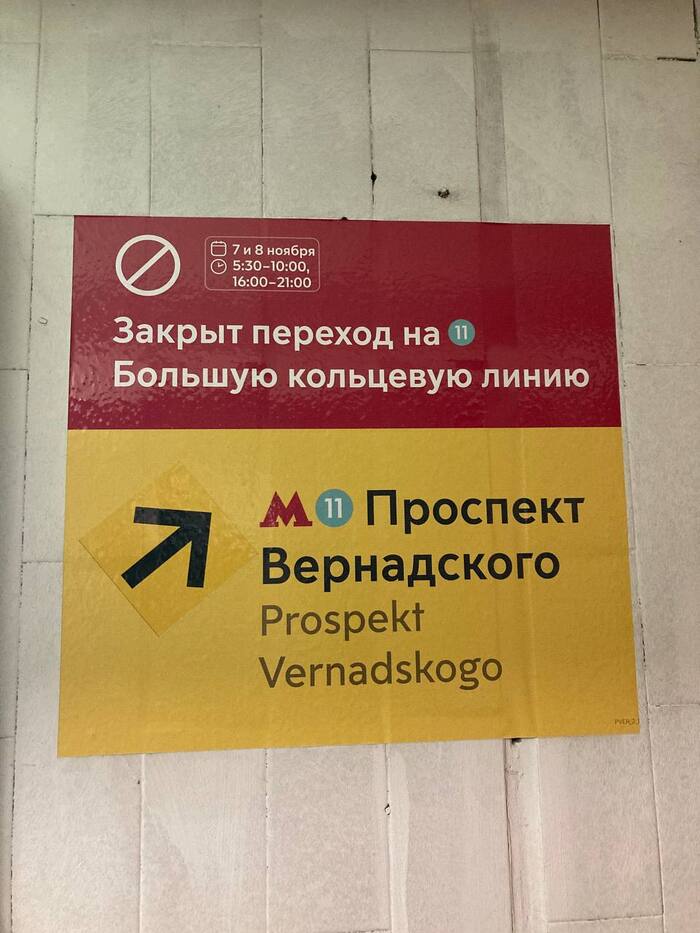 7 и 8 ноября
5:30–10:00,
16:00–21:00
Закрыт переход на 11
Большую кольцевую линию
М 11 Проспект
Вернадского
Prospekt
Vernadskogo